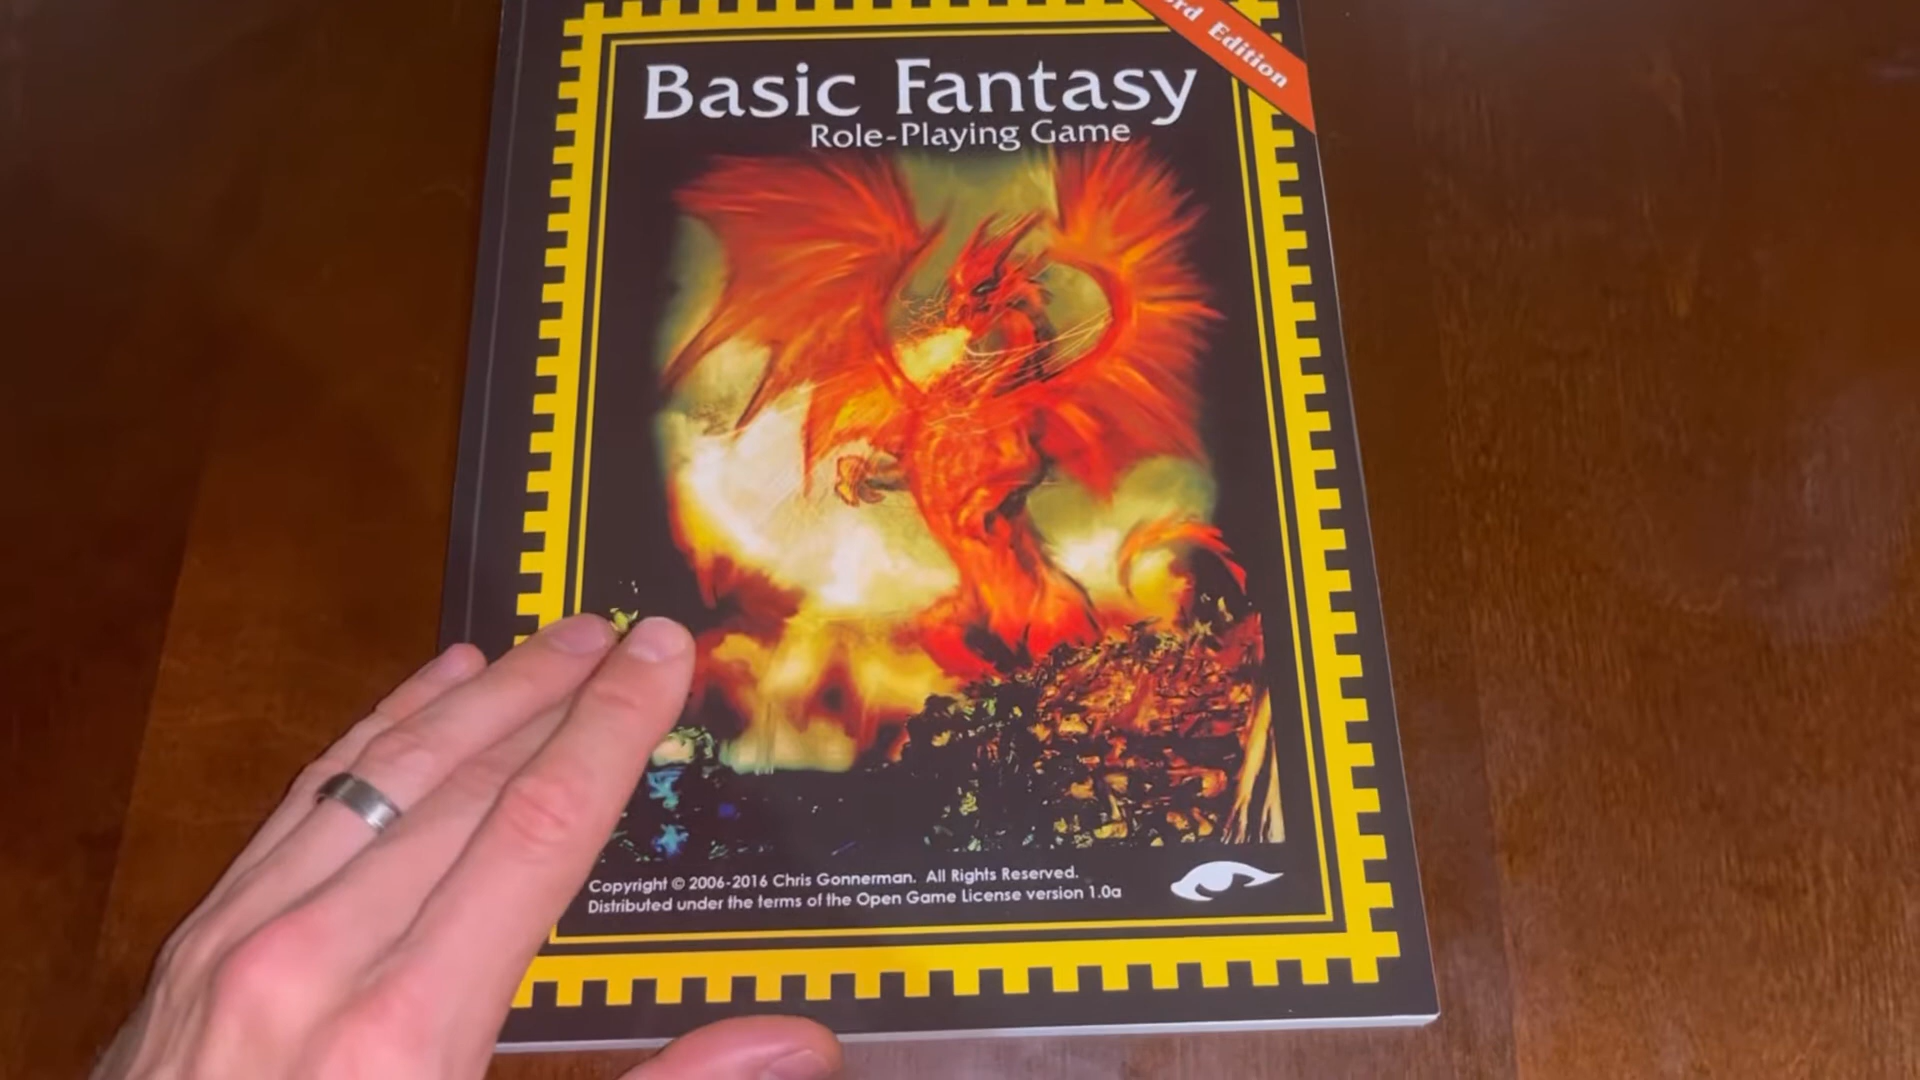 Edition
Basic Fantasy
Role-Playing Game
Copyright © 2006-2016 Chris Gonnerman. All Rights Reserved.
Distributed under the terms of the Open Game License version 1.0a